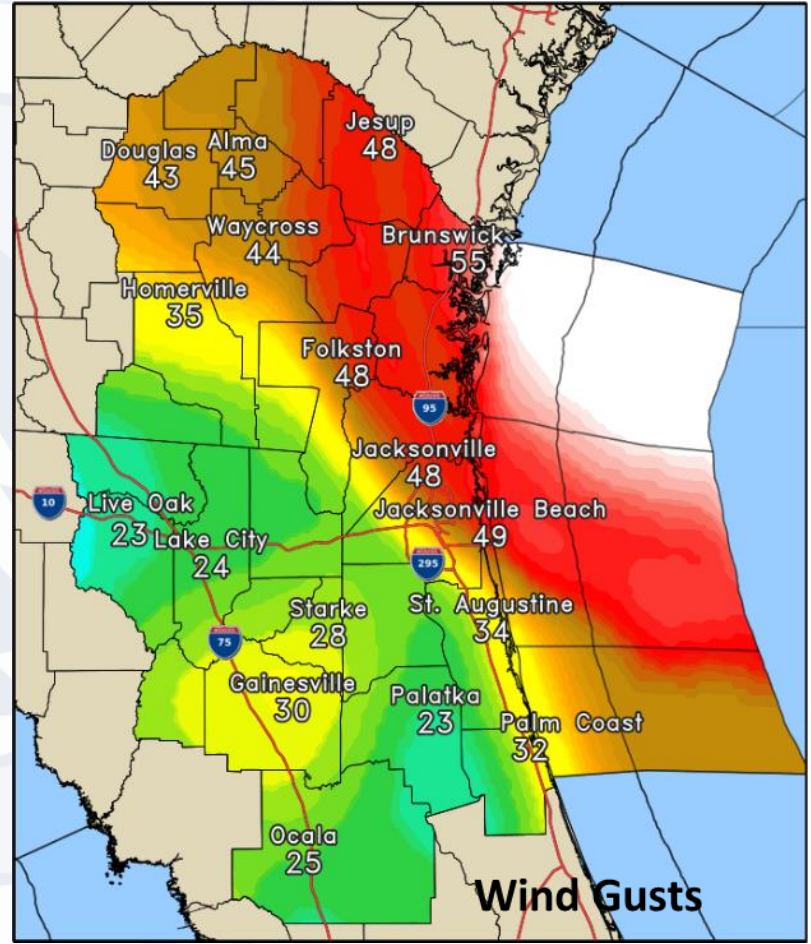 Jesup
48
Douglas
43
Alma
45
Waycross
44
Brunswick
55
Homerville
35
Folkston
48
95
Jacksonville
48
10
Live Oak
23
Lake City
24
Jacksonville Beach
49
295
Starke
28
St. Augustine
34
75
Gainesville
30
Palatka
23
Palm Coast
32
Ocala
25
Wind Gusts